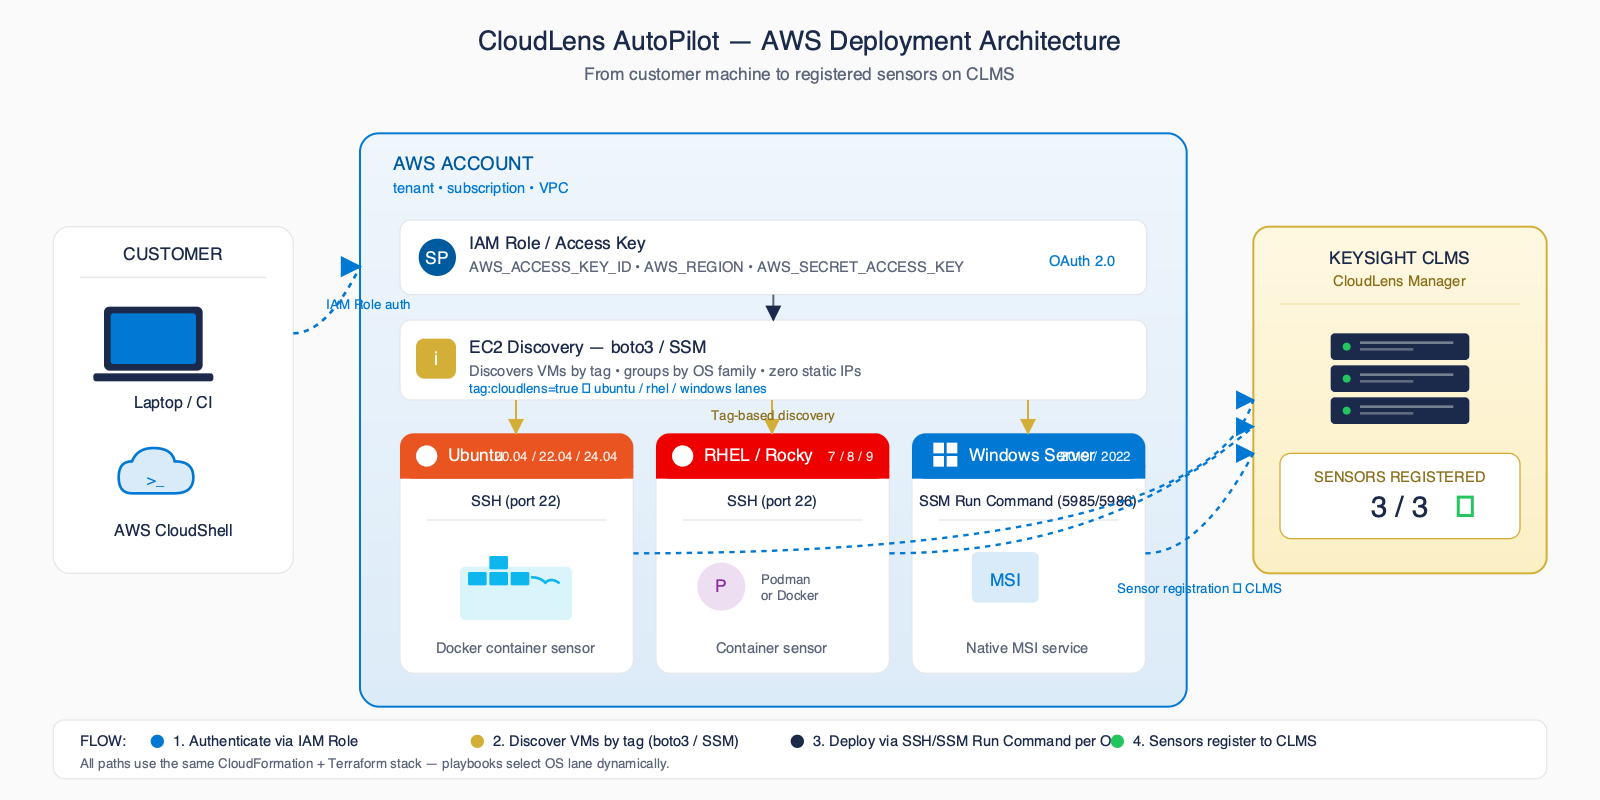 CloudLens AutoPilot — AWS Deployment Architecture
From customer machine to registered sensors on CLMS
AWS ACCOUNT
tenant • subscription • VPC
CUSTOMER
Laptop / CI
>_
AWS CloudShell
IAM Role auth
SP
IAM Role / Access Key
AWS_ACCESS_KEY_ID • AWS_REGION • AWS_SECRET_ACCESS_KEY
OAuth 2.0
i
EC2 Discovery — boto3 / SSM
Discovers VMs by tag • groups by OS family • zero static IPs
tag:cloudlens=true ▯ ubuntu / rhel / windows lanes
Tag-based discovery
Ubuntu
20.04 / 22.04 / 24.04
SSH (port 22)
Docker container sensor
RHEL / Rocky
7 / 8 / 9
SSH (port 22)
P
Podman
or Docker
Container sensor
Windows Server
/ 2022
SSM Run Command (5985/5986)
MSI
Native MSI service
KEYSIGHT CLMS
CloudLens Manager
SENSORS REGISTERED
3 / 3 ▯
Sensor registration ▯ CLMS
FLOW:
1. Authenticate via IAM Role
2. Discover VMs by tag (boto3 / SSM)
3. Deploy via SSH/SSM Run Command per
4. Sensors register to CLMS
All paths use the same CloudFormation + Terraform stack — playbooks select OS lane dynamically.